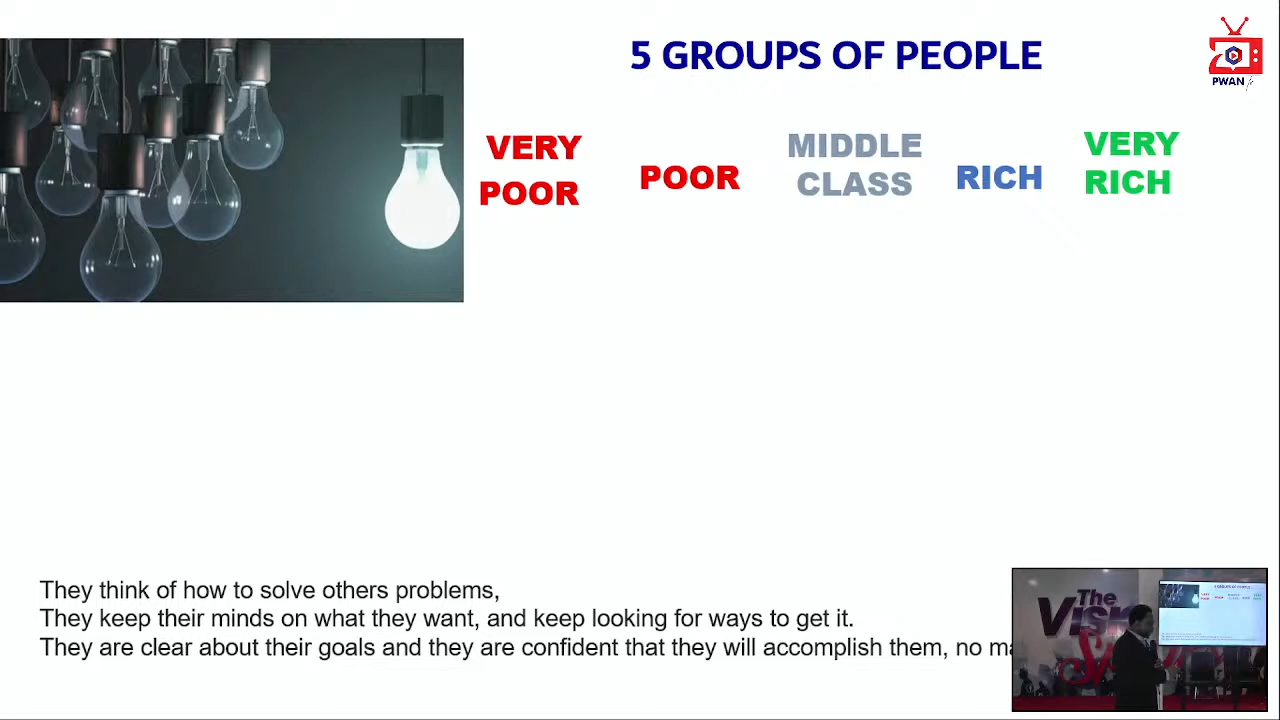 5 GROUPS OF PEOPLE
PWAN
VERY
POOR
POOR
MIDDLE
CLASS
RICH
VERY
RICH
They think of how to solve others problems,
They keep their minds on what they want, and keep looking for ways to get it.
They are clear about their goals and they are confident that they will accomplish them, no
The